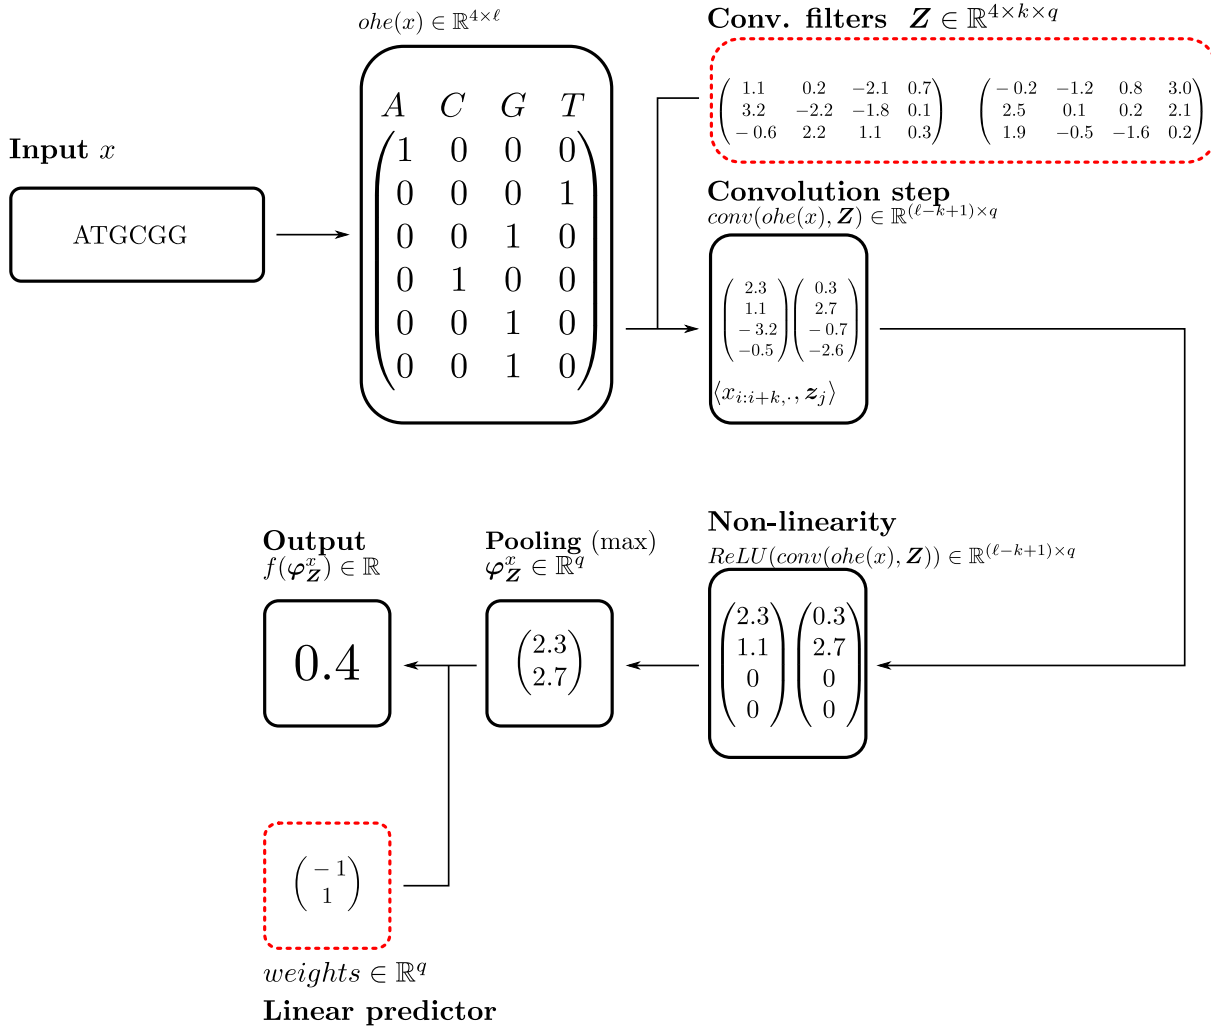 Input x
ATGCGG
ohe(x) ∈ ℝ^{4×ℓ}
A C G T
1 0 0 0
0 0 0 1
0 0 1 0
0 1 0 0
0 0 1 0
0 0 1 0
Conv. filters Z ∈ ℝ^{4×k×q}
1.1 0.2 −2.1 0.7
3.2 −2.2 −1.8 0.1
−0.6 2.2 1.1 0.3
−0.2 −1.2 0.8 3.0
2.5 0.1 0.2 2.1
1.9 −0.5 −1.6 0.2
Convolution step
conv(ohe(x), Z) ∈ ℝ^{(ℓ−k+1)×q}
2.3 0.3
1.1 2.7
−3.2 −0.7
−0.5 −2.6
⟨x_{i:i+k,·}, z_j⟩
Non-linearity
ReLU(conv(ohe(x), Z)) ∈ ℝ^{(ℓ−k+1)×q}
2.3 0.3
1.1 2.7
0 0
0 0
Pooling (max)
φ_Z^x ∈ ℝ^q
2.3
2.7
Output
f(φ_Z^x) ∈ ℝ
0.4
−1
1
weights ∈ ℝ^q
Linear predictor